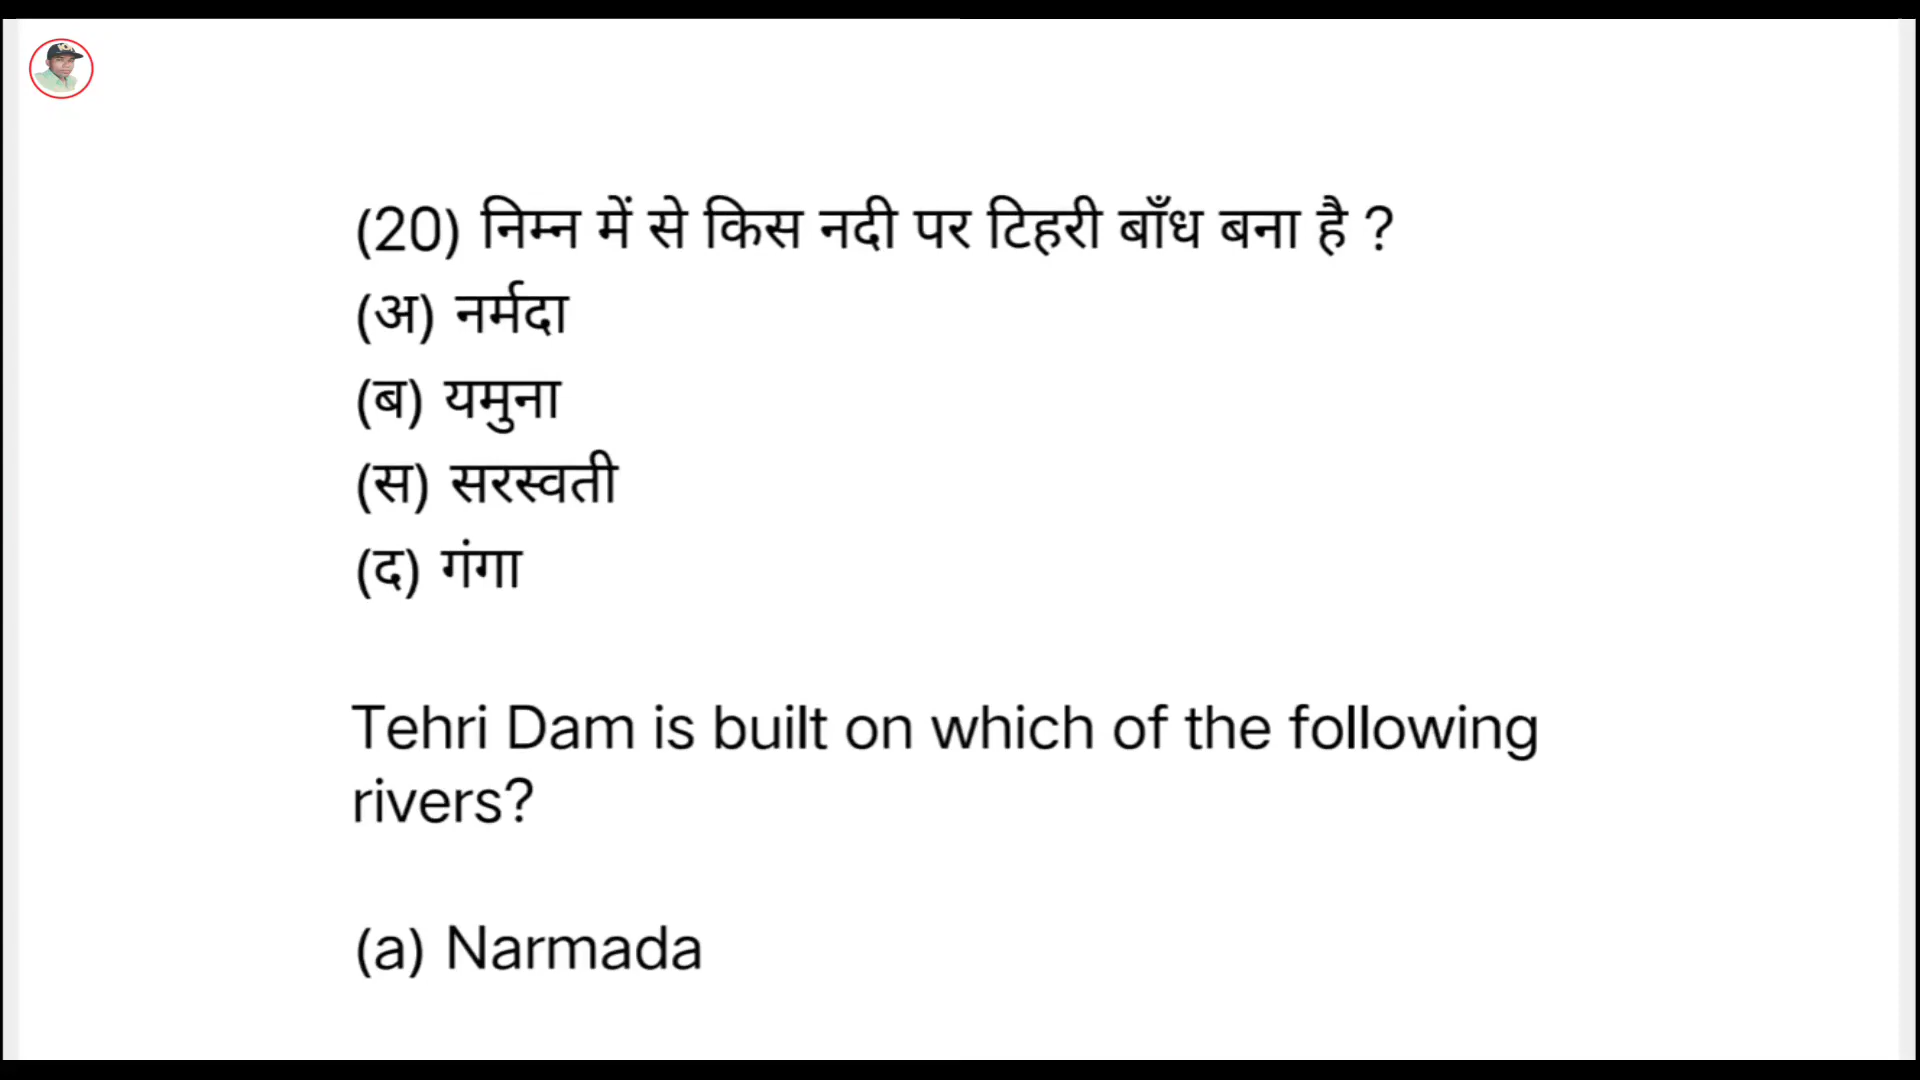 (20) निम्न में से किस नदी पर टिहरी बाँध बना है ?
(अ) नर्मदा
(ब) यमुना
(स) सरस्वती
(द) गंगा
Tehri Dam is built on which of the following
rivers?
(a) Narmada